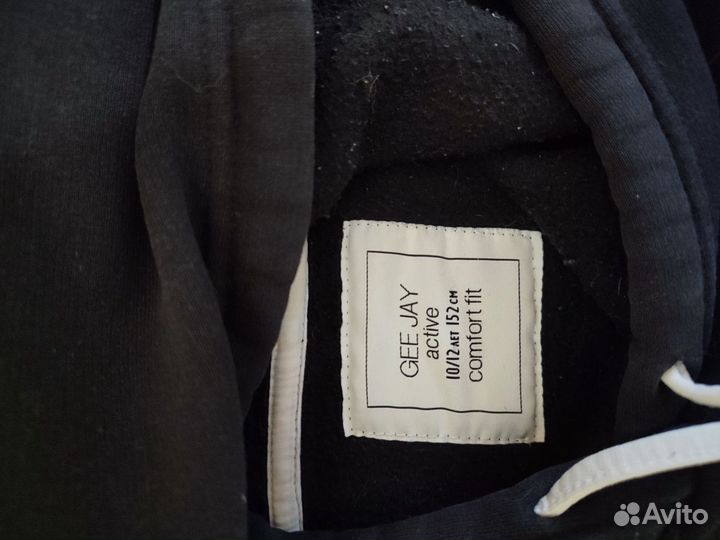 GEE JAY
active
10/12 ЛЕТ 152 СМ
comfort fit
Avito